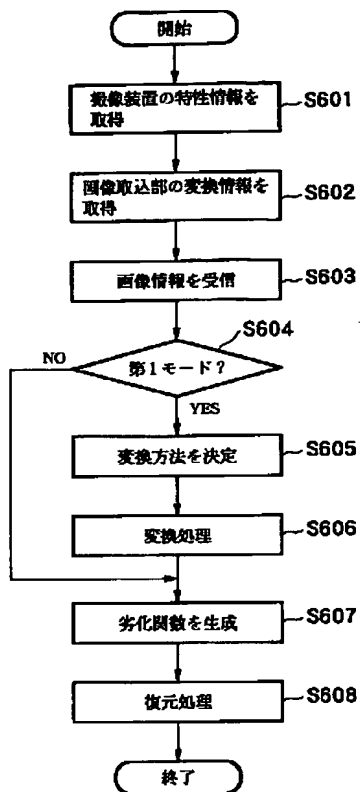 開始
撮像装置の特性情報を
取得
S601
画像取込部の変換情報を
取得
S602
画像情報を受信
S603
S604
第1モード?
NO
YES
変換方法を決定
S605
変換処理
S606
劣化関数を生成
S607
復元処理
S608
終了